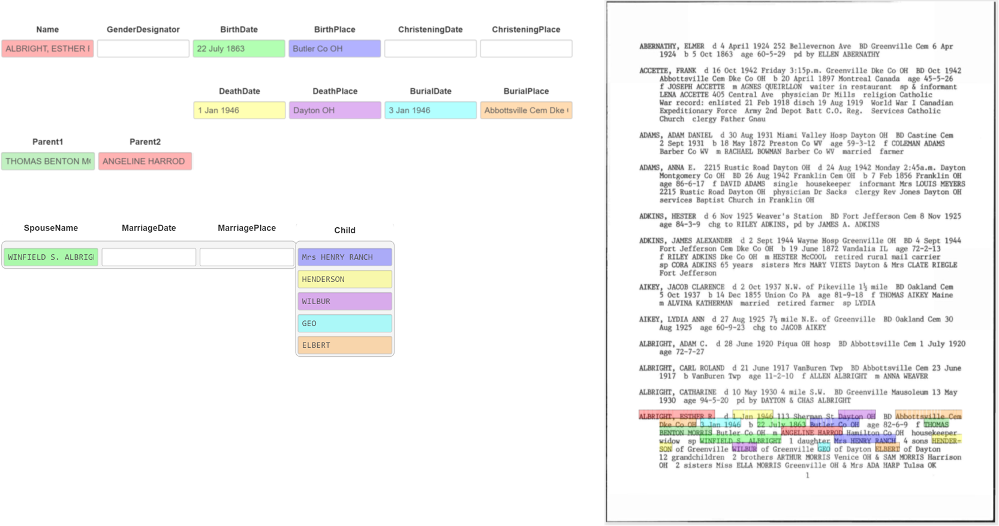 Name GenderDesignator BirthDate BirthPlace ChristeningDate ChristeningPlace
ALBRIGHT, ESTHER 22 July 1863 Butler Co OH
DeathDate DeathPlace BurialDate BurialPlace
1 Jan 1946 Dayton OH 3 Jan 1946 Abbottsville Cem Dke
Parent1 Parent2
THOMAS BENTON ANGELINE HARROD
SpouseName MarriageDate MarriagePlace Child
WINFIELD S. ALBRIG Mrs HENRY RANCH
HENDERSON
WILBUR
GEO
ELBERT
ABERNATHY, ELMER d 4 April 1924 252 Bellevernon Ave BD Greenville Cem 6 Apr
1924 b 5 Oct 1863 age 60-5-29 pd by ELLEN ABERNATHY
ACCETTE, FRANK d 16 Oct 1942 Friday 3:15p.m. Greenville Dke Co OH BD Oct 1942
Abbottsville Cem Dke Co OH b 20 April 1897 Montreal Canada age 45-5-26
f JOSEPH ACCETTE m AGNES QUEIRLLON waiter in restaurant sp & informant
LENA ACCETTE 405 Central Ave physician Dr Mills religion Catholic
War record: enlisted 21 Feb 1918 disch 19 Aug 1919 World War I Canadian
Expeditionary Force Army 2nd Depot Batt C.O. Reg. Services Catholic
Church clergy Father Gnau
ADAMS, ADAM DANIEL d 30 Aug 1931 Miami Valley Hosp Dayton OH BD Castine Cem
2 Sept 1931 b 18 May 1872 Preston Co WV age 59-3-12 f COLEMAN ADAMS
Barber Co WV m RACHAEL BOWMAN Barber Co WV married farmer
ADAMS, ANNA E. 2215 Rustic Road Dayton OH d 24 Aug 1942 Monday 2:45a.m. Dayton
Montgomery Co OH BD 26 Aug 1942 Franklin Cem OH b 7 Feb 1856 Franklin OH
age 86-6-17 f DAVID ADAMS single housekeeper informant Mrs LOUIS MEYERS
2215 Rustic Road Dayton OH physician Dr Sacks clergy Rev Jones Dayton OH
services Baptist Church in Franklin OH
ADKINS, HESTER d 6 Nov 1925 Weaver's Station BD Fort Jefferson Cem 8 Nov 1925
age 84-3-9 chg to RILEY ADKINS, pd by JAMES A. ADKINS
ADKINS, JAMES ALEXANDER d 2 Sept 1944 Wayne Hosp Greenville OH BD 4 Sept 1944
Fort Jefferson Cem Dke Co OH b 19 June 1872 Vandalia IL age 72-2-13
f RILEY ADKINS Dke Co OH m HESTER McCOOL retired rural mail carrier
sp CORA ADKINS 65 years sisters Mrs MARY VIETS Dayton & Mrs CLATE RIEGLE
Fort Jefferson
AIKEY, JACOB CLARENCE d 2 Oct 1937 N.W. of Pikeville 1½ mile BD Oakland Cem
5 Oct 1937 b 14 Dec 1855 Union Co PA age 81-9-18 f THOMAS AIKEY Maine
m ALVINA KATHERMAN married retired farmer sp LYDIA
AIKEY, LYDIA ANN d 27 Aug 1925 7½ mile N.E. of Greenville BD Oakland Cem 30
Aug 1925 age 60-9-23 chg to JACOB AIKEY
ALBRIGHT, ADAM C. d 28 June 1920 Piqua OH hosp BD Abbottsville Cem 1 July 1920
age 72-7-27
ALBRIGHT, CARL ROLAND d 21 June 1917 VanBuren Twp BD Abbottsville Cem 23 June
1917 b VanBuren Twp age 11-2-10 f ALLEN ALBRIGHT m ANNA WEAVER
ALBRIGHT, CATHARINE d 10 May 1930 4 mile S.W. BD Greenville Mausoleum 13 May
1930 age 94-5-20 pd by DAYTON & CHAS ALBRIGHT
ALBRIGHT, ESTHER R. d 1 Jan 1946 113 Sherman St Dayton OH BD Abbottsville Cem
Dke Co OH 3 Jan 1946 b 22 July 1863 Butler Co OH age 82-6-9 f THOMAS
BENTON MORRIS Butler Co OH m ANGELINE HARROD Hamilton Co OH housekeeper
widow sp WINFIELD S. ALBRIGHT 1 daughter Mrs HENRY RANCH 4 sons HENDER-
SON of Greenville WILBUR of Greenville GEO of Dayton ELBERT of Dayton
12 grandchildren 2 brothers ARTHUR MORRIS Venice OH & SAM MORRIS Harrison
OH 2 sisters Miss ELLA MORRIS Greenville OH & Mrs ADA HARP Tulsa OK
1